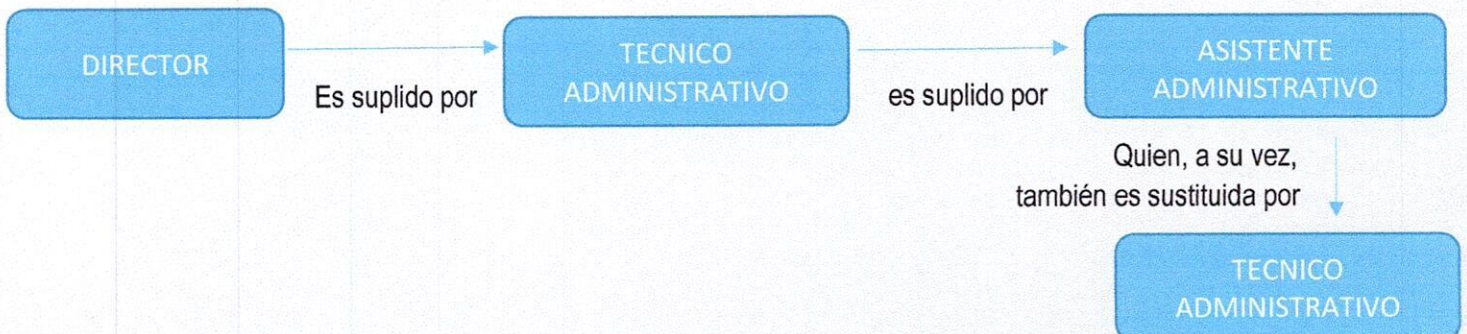 DIRECTOR
Es suplido por
TECNICO
ADMINISTRATIVO
es suplido por
ASISTENTE
ADMINISTRATIVO
Quien, a su vez,
también es sustituida por
TECNICO
ADMINISTRATIVO